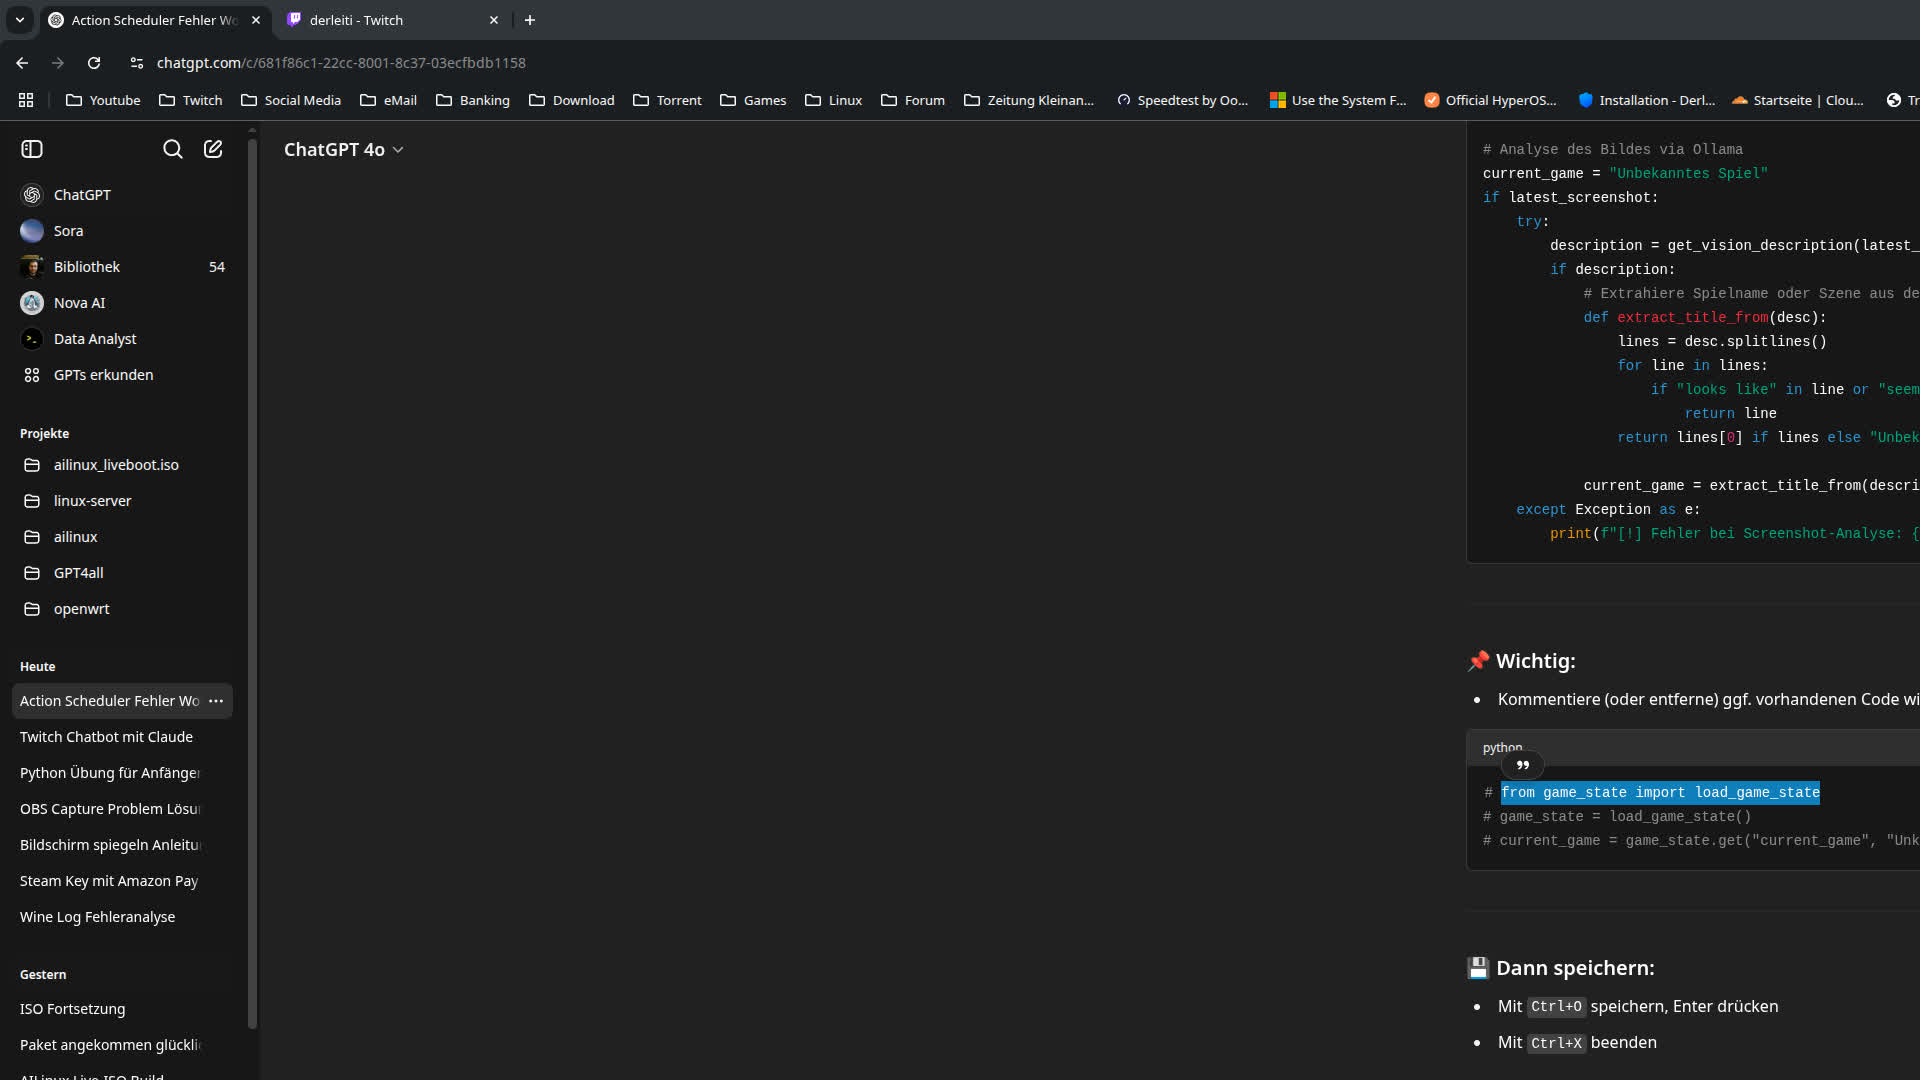 Action Scheduler Fehler Wo
derleiti - Twitch
chatgpt.com/c/681f86c1-22cc-8001-8c37-03ecfbdb1158
Youtube
Twitch
Social Media
eMail
Banking
Download
Torrent
Games
Linux
Forum
Zeitung Kleinan...
Speedtest by Oo...
Use the System F...
Official HyperOS...
Installation - Derl...
Startseite | Clou...
Tr
ChatGPT
Sora
Bibliothek 54
Nova AI
Data Analyst
GPTs erkunden
Projekte
ailinux_liveboot.iso
linux-server
ailinux
GPT4all
openwrt
Heute
Action Scheduler Fehler Wo
Twitch Chatbot mit Claude
Python Übung für Anfänger
OBS Capture Problem Lösu
Bildschirm spiegeln Anleitu
Steam Key mit Amazon Pay
Wine Log Fehleranalyse
Gestern
ISO Fortsetzung
Paket angekommen glückli
AILinux Live ISO Build
ChatGPT 4o
# Analyse des Bildes via Ollama
current_game = "Unbekanntes Spiel"
if latest_screenshot:
    try:
        description = get_vision_description(latest_
        if description:
            # Extrahiere Spielname oder Szene aus de
            def extract_title_from(desc):
                lines = desc.splitlines()
                for line in lines:
                    if "looks like" in line or "seem
                        return line
                return lines[0] if lines else "Unbek
            current_game = extract_title_from(descri
    except Exception as e:
        print(f"[!] Fehler bei Screenshot-Analyse: {
📌 Wichtig:
• Kommentiere (oder entferne) ggf. vorhandenen Code wi
python
# from game_state import load_game_state
# game_state = load_game_state()
# current_game = game_state.get("current_game", "Unk
💾 Dann speichern:
• Mit Ctrl+O speichern, Enter drücken
• Mit Ctrl+X beenden